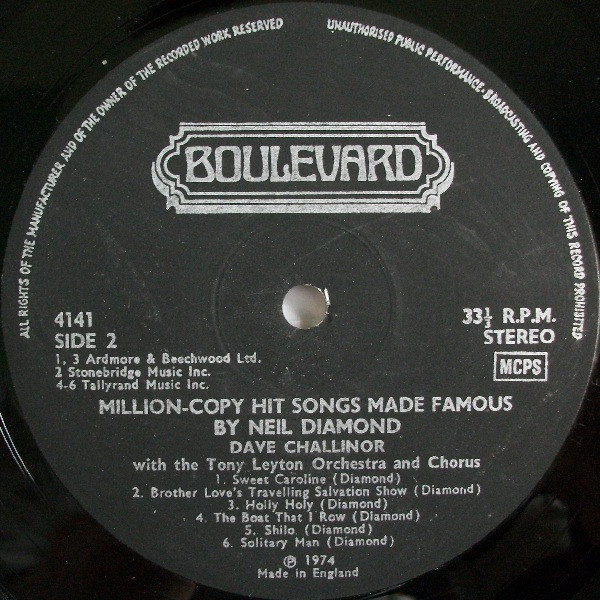 ALL RIGHTS OF THE MANUFACTURER AND OF THE OWNER OF THE RECORDED WORK RESERVED
UNAUTHORISED PUBLIC PERFORMANCE·BROADCASTING AND COPYING OF THIS RECORD PROHIBITED
BOULEVARD
4141
SIDE 2
33⅓ R.P.M.
STEREO
MCPS
1, 3 Ardmore & Beechwood Ltd.
2 Stonebridge Music Inc.
4-6 Tallyrand Music Inc.
MILLION-COPY HIT SONGS MADE FAMOUS
BY NEIL DIAMOND
DAVE CHALLINOR
with the Tony Leyton Orchestra and Chorus
1. Sweet Caroline (Diamond)
2. Brother Love's Travelling Salvation Show (Diamond)
3. Holly Holy (Diamond)
4. The Boat That I Row (Diamond)
5. Shilo. (Diamond)
6. Solitary Man (Diamond)
℗ 1974
Made in England